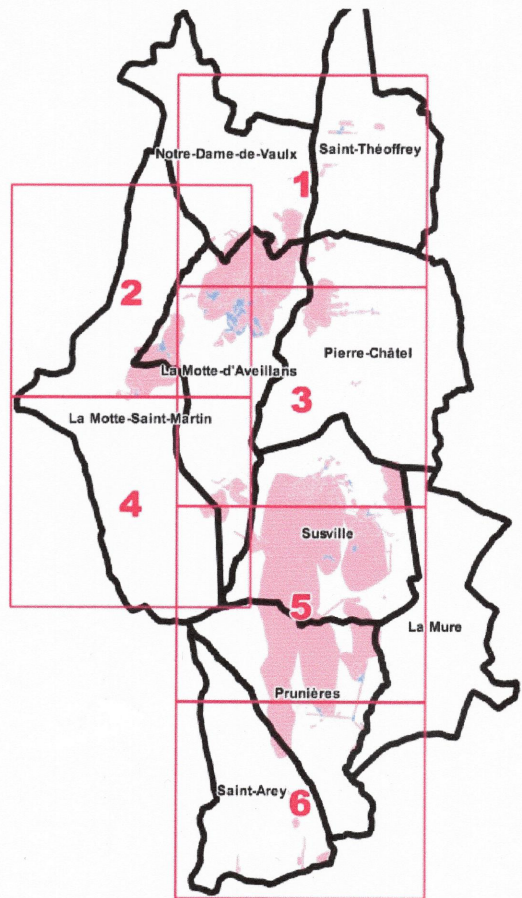 Notre-Dame-de-Vaulx
Saint-Théoffrey
1
2
Pierre-Châtel
La Motte-d'Aveillans
3
La Motte-Saint-Martin
4
Susville
5
La Mure
Prunières
Saint-Arey
6